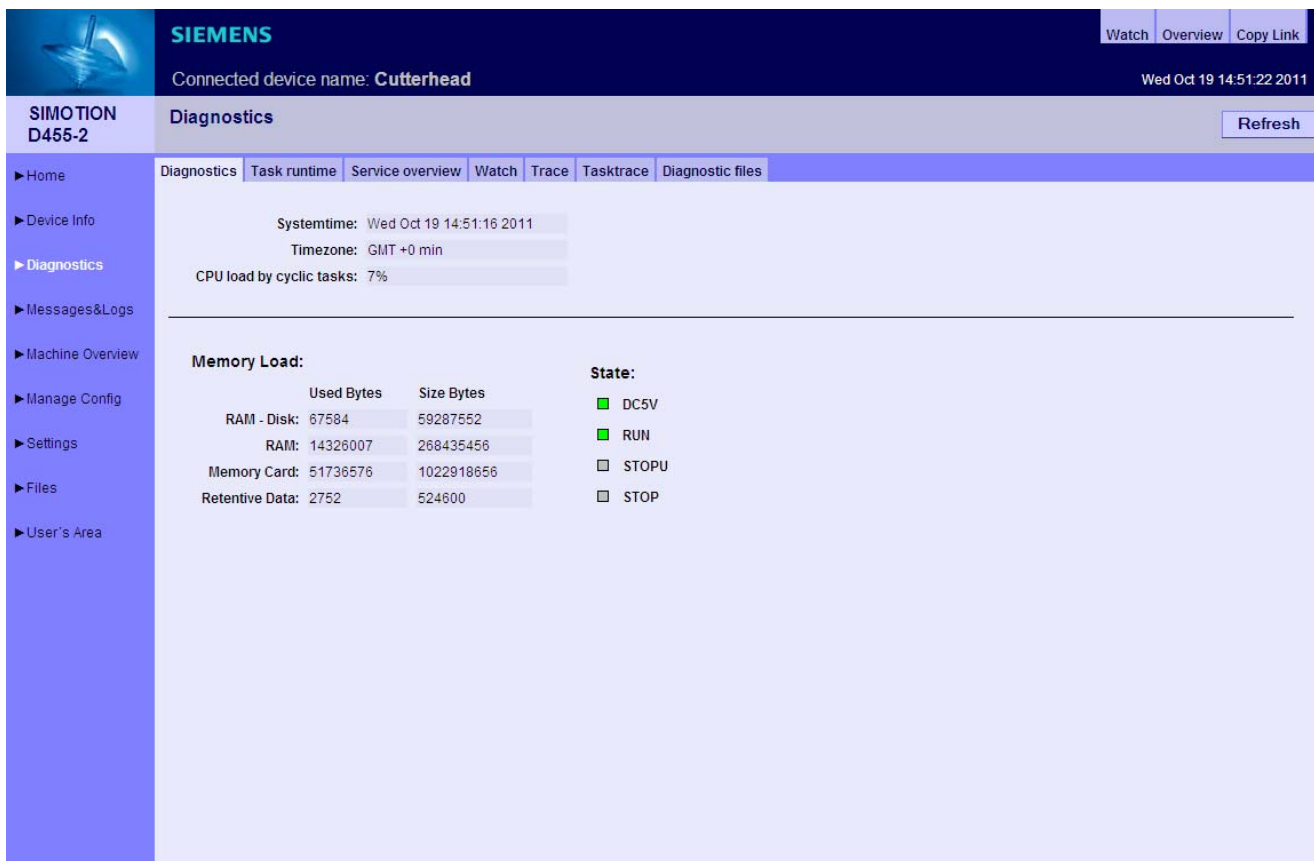 SIEMENS
Watch Overview Copy Link
Connected device name: Cutterhead
Wed Oct 19 14:51:22 2011
SIMOTION
D455-2
Diagnostics
Refresh
Home
Device Info
Diagnostics
Messages&Logs
Machine Overview
Manage Config
Settings
Files
User´s Area
Diagnostics Task runtime Service overview Watch Trace Tasktrace Diagnostic files
Systemtime: Wed Oct 19 14:51:16 2011
Timezone: GMT +0 min
CPU load by cyclic tasks: 7%
Memory Load:
Used Bytes Size Bytes
RAM - Disk: 67584 59287552
RAM: 14326007 268435456
Memory Card: 51736576 1022918656
Retentive Data: 2752 524600
State:
DC5V
RUN
STOPU
STOP